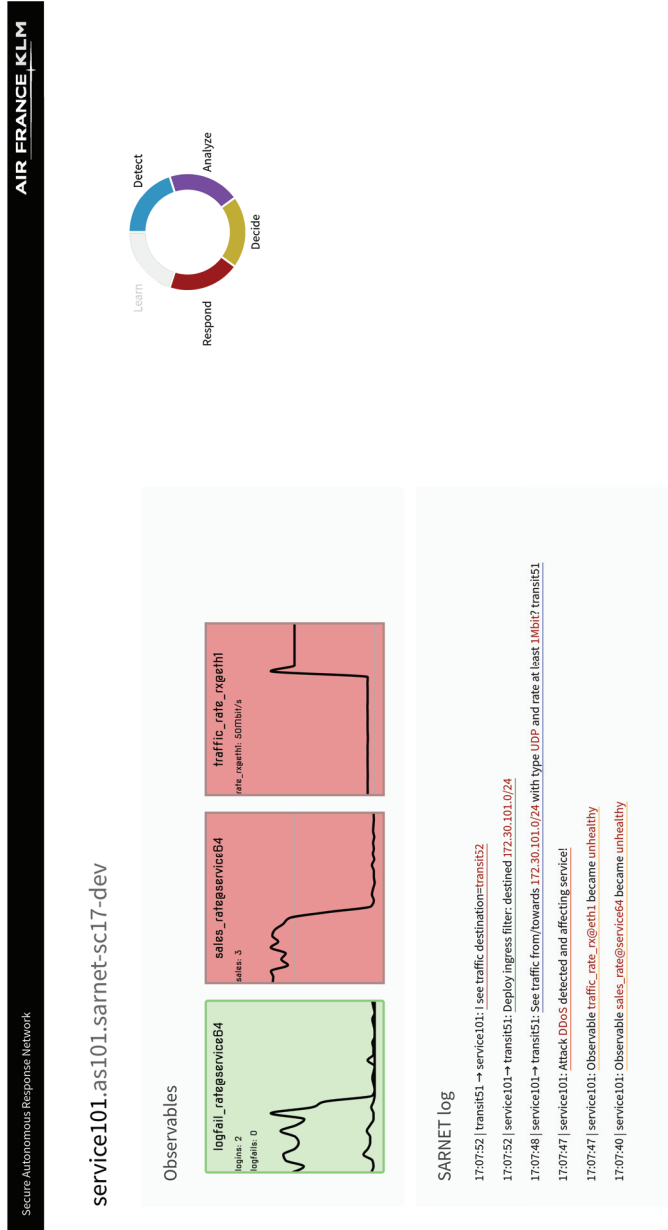 Secure Autonomous Response Network
AIR FRANCE KLM
service101.as101.sarnet-sc17-dev
Detect
Analyze
Decide
Respond
Learn
Observables
logfail_rate@service64
logins: 2
logfails: 0
sales_rate@service64
sales: 3
traffic_rate_rx@eth1
rate_rx@eth1: 50Mbit/s
SARNET log
17:07:52 | transit51 → service101: I see traffic destination=transit52
17:07:52 | service101→ transit51: Deploy ingress filter: destined 172.30.101.0/24
17:07:48 | service101→ transit51: See traffic from/towards 172.30.101.0/24 with type UDP and rate at least 1Mbit? transit51
17:07:47 | service101: Attack DDoS detected and affecting service!
17:07:47 | service101: Observable traffic_rate_rx@eth1 became unhealthy
17:07:40 | service101: Observable sales_rate@service64 became unhealthy